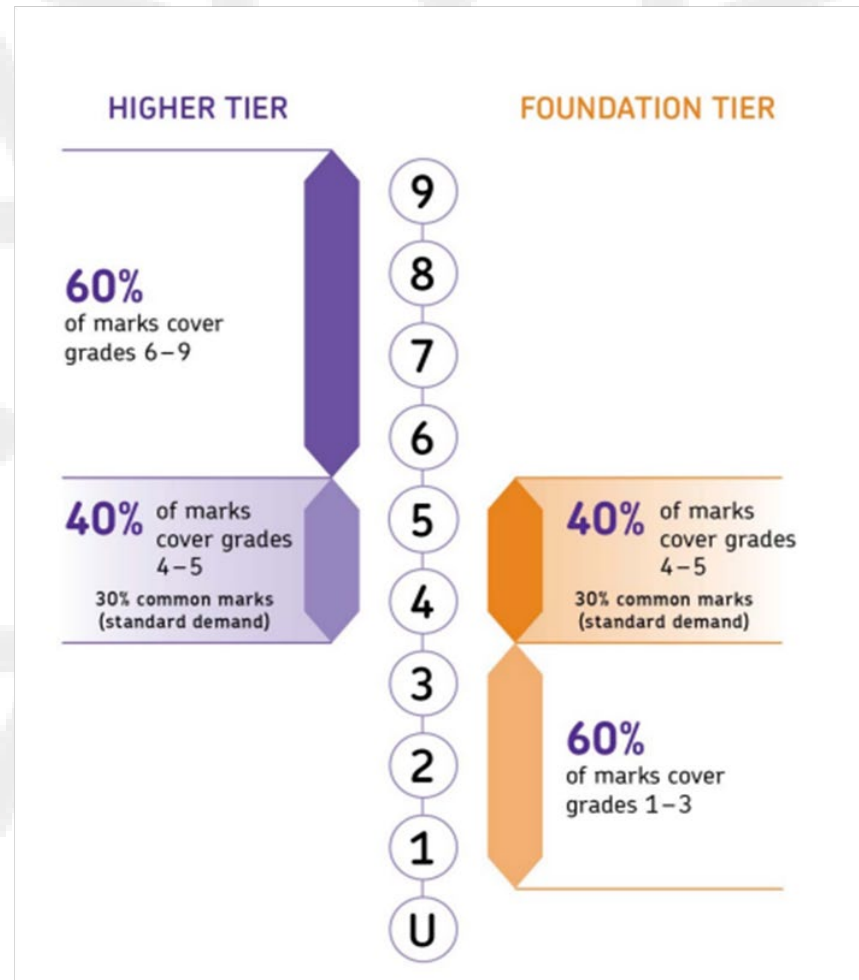 HIGHER TIER
FOUNDATION TIER
60%
of marks cover
grades 6–9
40% of marks
cover grades
4–5
30% common marks
(standard demand)
9
8
7
6
5
4
3
2
1
U
40% of marks
cover grades
4–5
30% common marks
(standard demand)
60%
of marks cover
grades 1–3